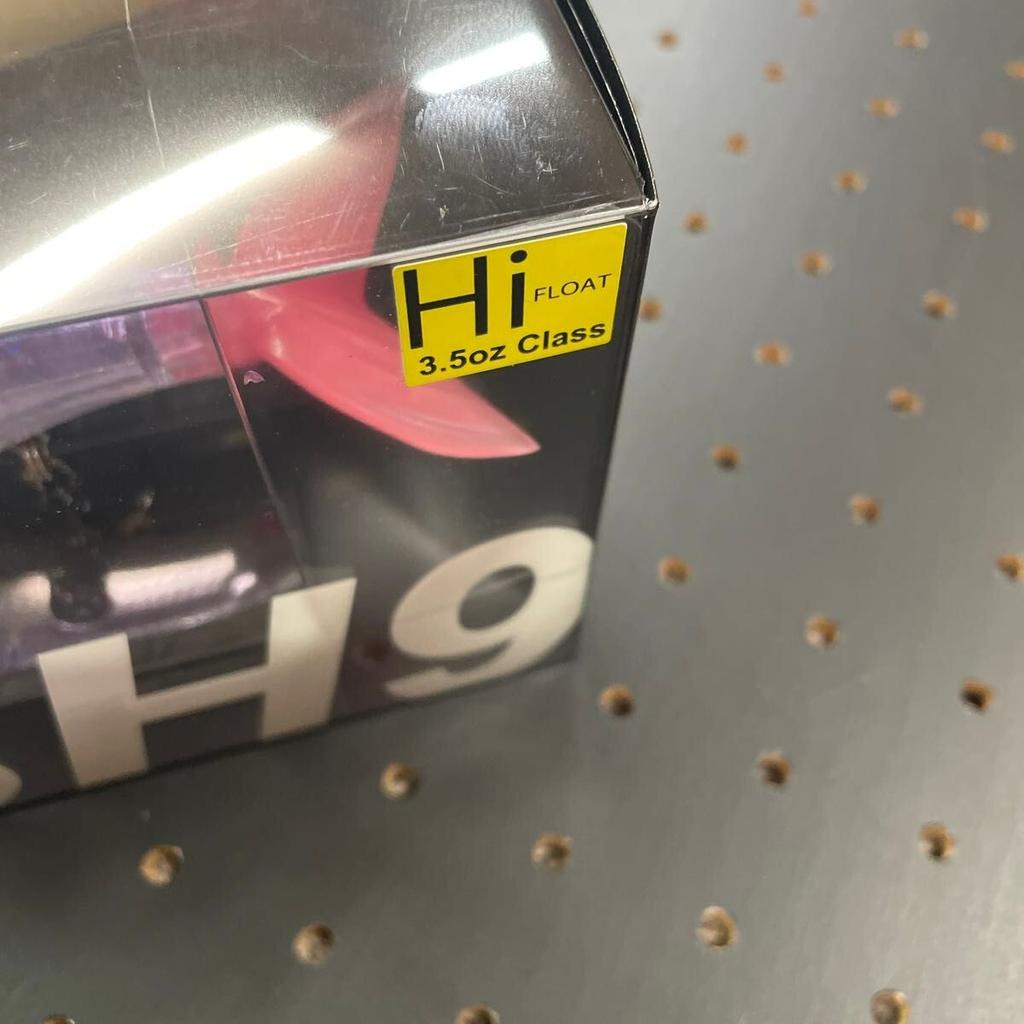 Hi FLOAT
3.5oz Class
H9